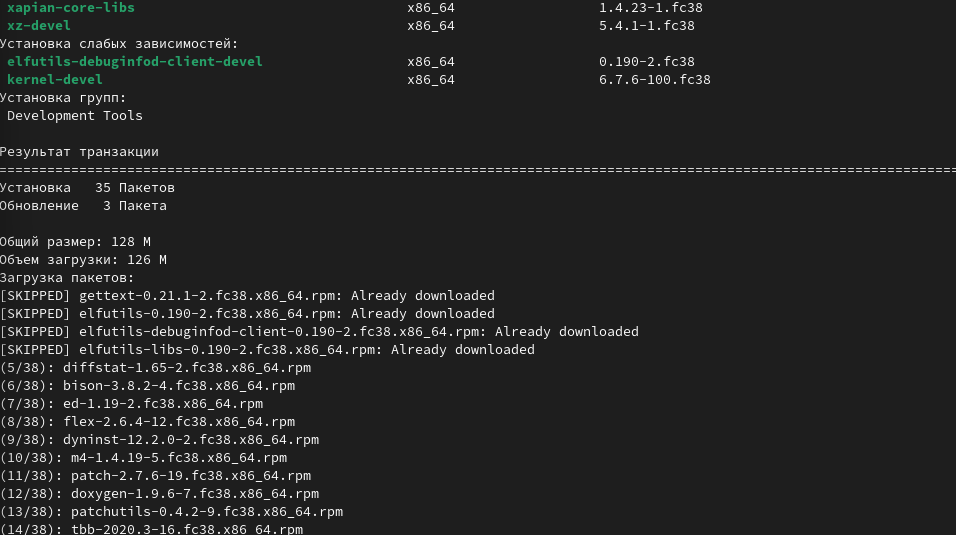 xapian-core-libs x86_64 1.4.23-1.fc38
xz-devel x86_64 5.4.1-1.fc38
Установка слабых зависимостей:
elfutils-debuginfod-client-devel x86_64 0.190-2.fc38
kernel-devel x86_64 6.7.6-100.fc38
Установка групп:
Development Tools
Результат транзакции
================================================================================================================================
Установка 35 Пакетов
Обновление 3 Пакета
Общий размер: 128 M
Объем загрузки: 126 M
Загрузка пакетов:
[SKIPPED] gettext-0.21.1-2.fc38.x86_64.rpm: Already downloaded
[SKIPPED] elfutils-0.190-2.fc38.x86_64.rpm: Already downloaded
[SKIPPED] elfutils-debuginfod-client-0.190-2.fc38.x86_64.rpm: Already downloaded
[SKIPPED] elfutils-libs-0.190-2.fc38.x86_64.rpm: Already downloaded
(5/38): diffstat-1.65-2.fc38.x86_64.rpm
(6/38): bison-3.8.2-4.fc38.x86_64.rpm
(7/38): ed-1.19-2.fc38.x86_64.rpm
(8/38): flex-2.6.4-12.fc38.x86_64.rpm
(9/38): dyninst-12.2.0-2.fc38.x86_64.rpm
(10/38): m4-1.4.19-5.fc38.x86_64.rpm
(11/38): patch-2.7.6-19.fc38.x86_64.rpm
(12/38): doxygen-1.9.6-7.fc38.x86_64.rpm
(13/38): patchutils-0.4.2-9.fc38.x86_64.rpm
(14/38): tbb-2020.3-16.fc38.x86_64.rpm